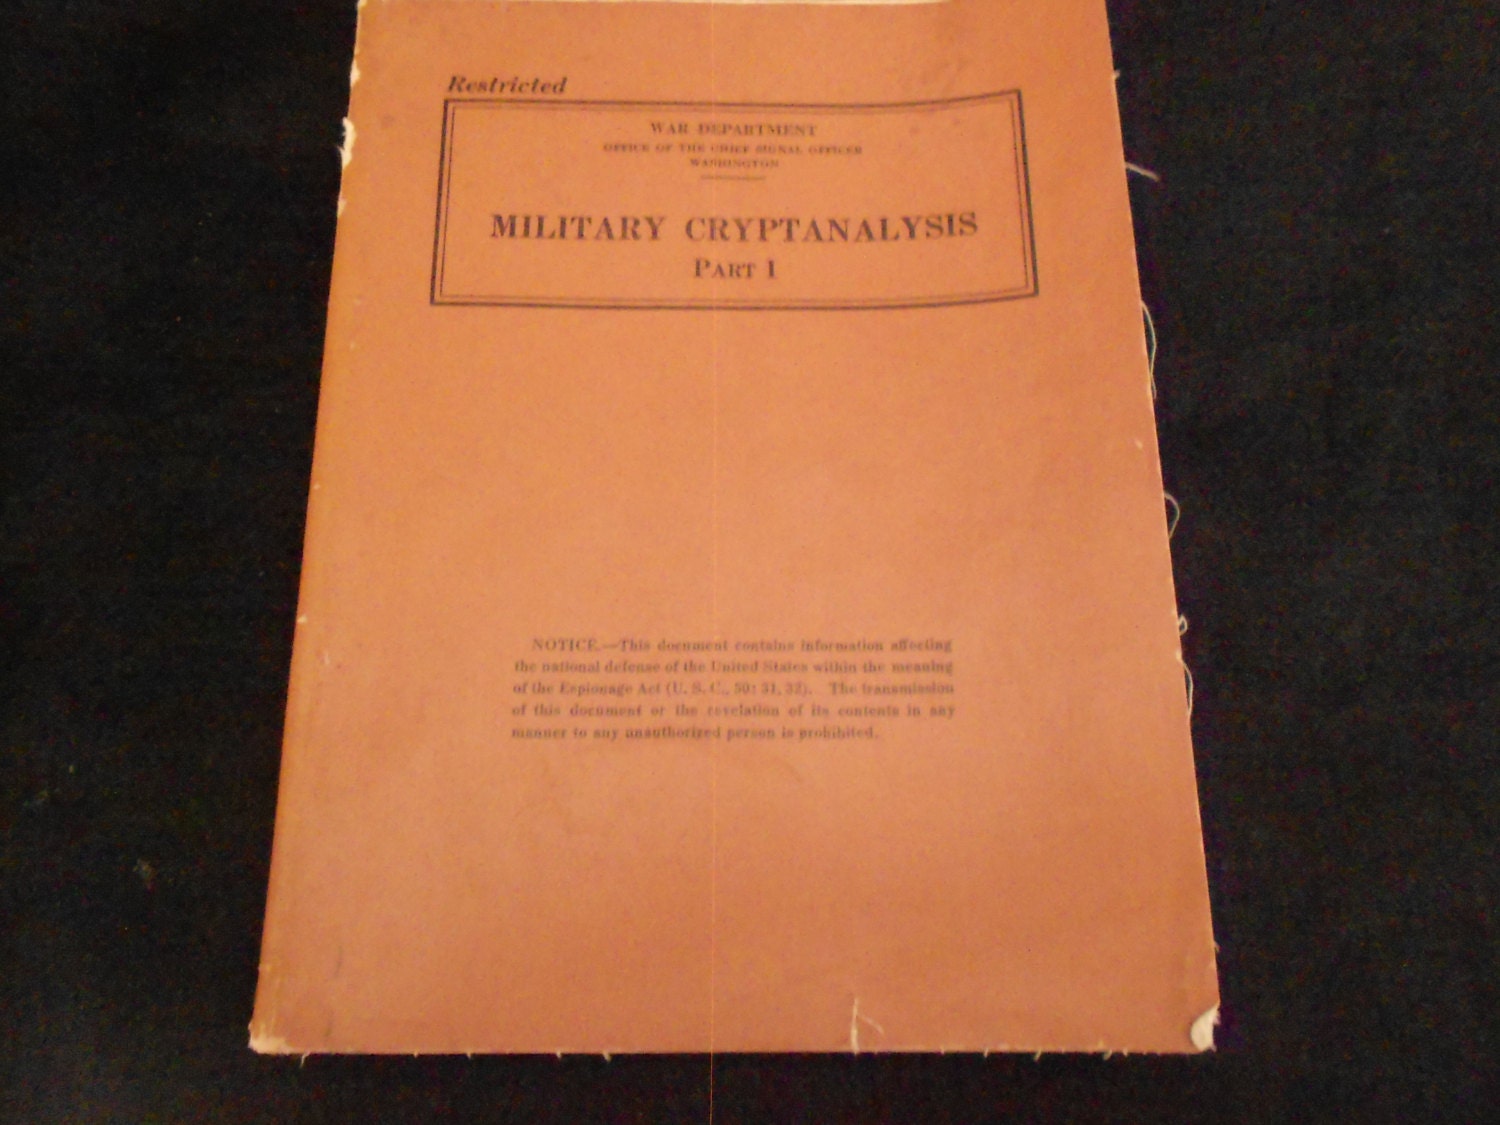 Restricted
WAR DEPARTMENT
OFFICE OF THE CHIEF SIGNAL OFFICER
WASHINGTON
MILITARY CRYPTANALYSIS
PART I
NOTICE.—This document contains information affecting
the national defense of the United States within the meaning
of the Espionage Act (U. S. C., 50: 31, 32). The transmission
of this document or the revelation of its contents in any
manner to any unauthorized person is prohibited.